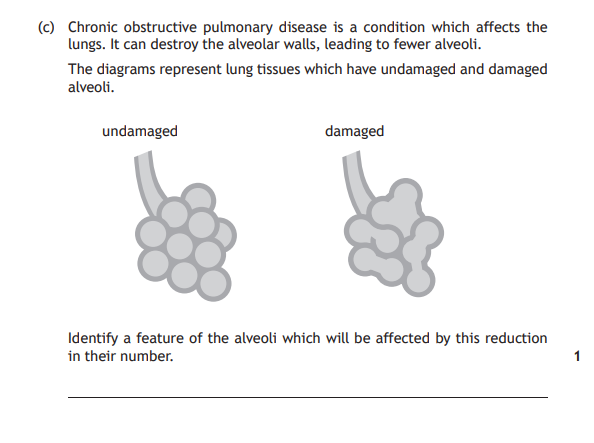 (c) Chronic obstructive pulmonary disease is a condition which affects the
lungs. It can destroy the alveolar walls, leading to fewer alveoli.
The diagrams represent lung tissues which have undamaged and damaged
alveoli.
undamaged damaged
Identify a feature of the alveoli which will be affected by this reduction
in their number. 1